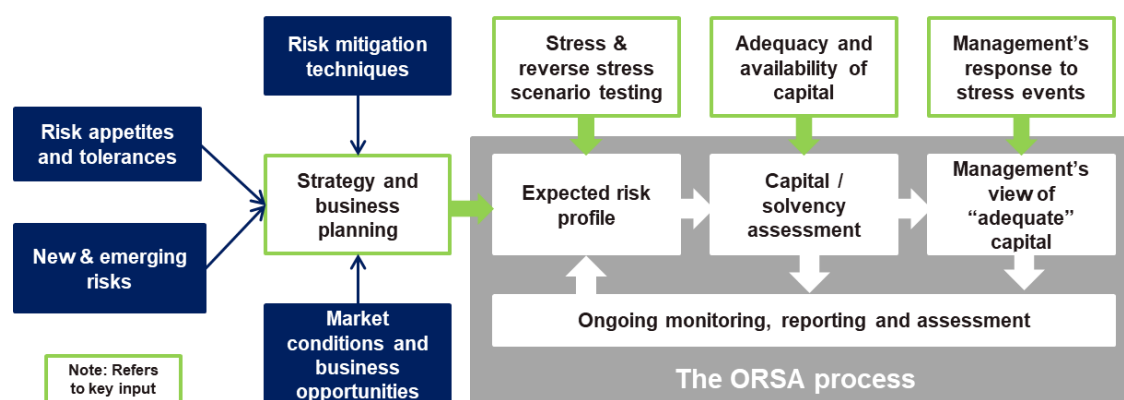 Risk mitigation
techniques
Stress &
reverse stress
scenario testing
Adequacy and
availability of
capital
Management’s
response to
stress events
Risk appetites
and tolerances
Strategy and
business
planning
Expected risk
profile
Capital /
solvency
assessment
Management’s
view of
“adequate”
capital
New & emerging
risks
Market
conditions and
business
opportunities
Ongoing monitoring, reporting and assessment
Note: Refers
to key input
The ORSA process